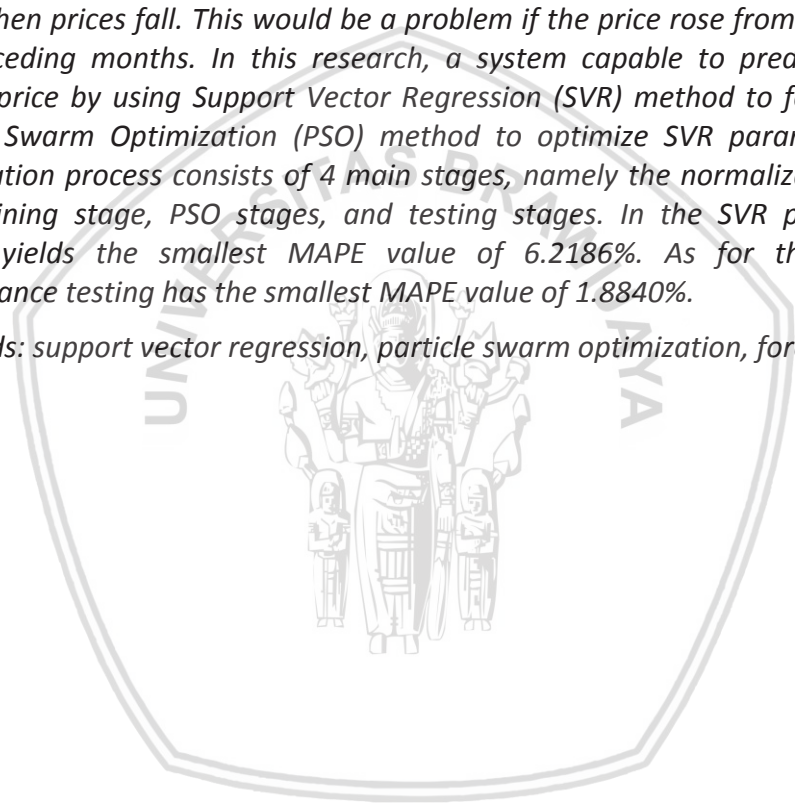 hen prices fall. This would be a problem if the price rose from
ceding months. In this research, a system capable to pred
price by using Support Vector Regression (SVR) method to f
Swarm Optimization (PSO) method to optimize SVR param
ation process consists of 4 main stages, namely the normaliz
ining stage, PSO stages, and testing stages. In the SVR p
yields the smallest MAPE value of 6.2186%. As for th
ance testing has the smallest MAPE value of 1.8840%.
ds: support vector regression, particle swarm optimization, for
UNIVERSITAS BRAWIJAYA